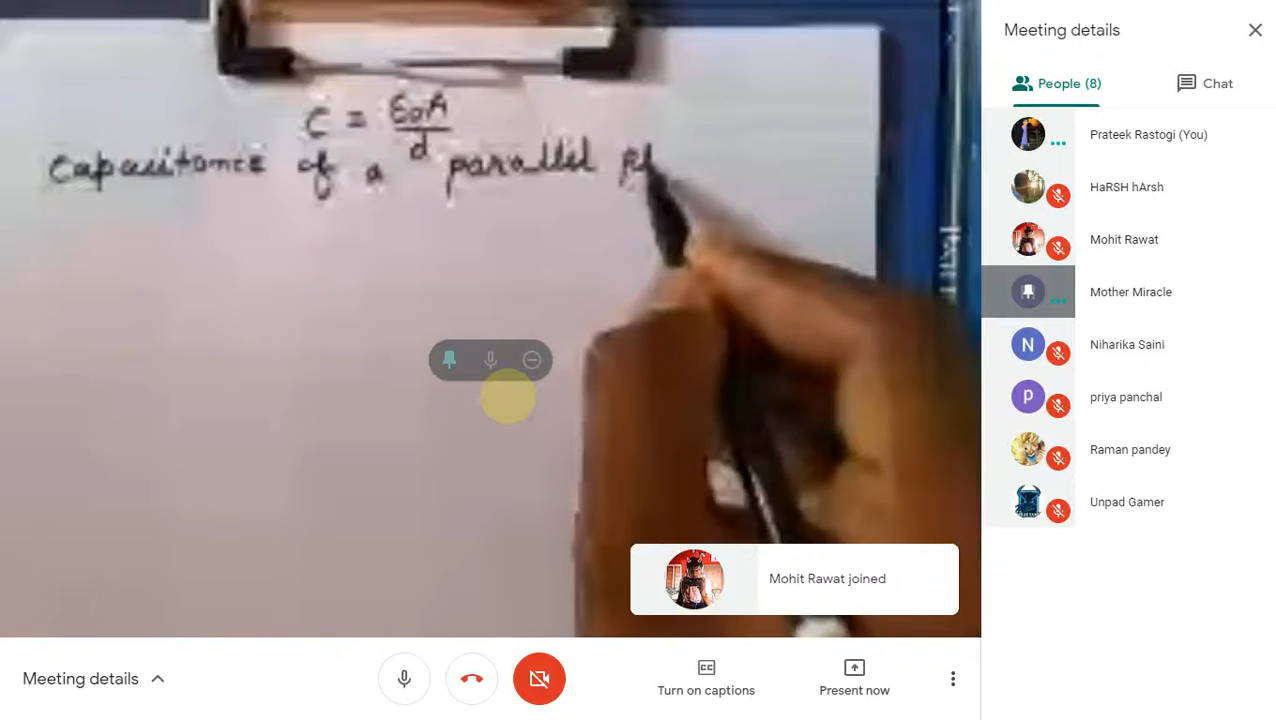 C = ε₀A/d
Capacitance of a parallel pl
Mohit Rawat joined
Meeting details
Turn on captions
Present now
Meeting details
People (8)
Chat
Prateek Rastogi (You)
HaRSH hArsh
Mohit Rawat
Mother Miracle
N
Niharika Saini
p
priya panchal
Raman pandey
Unpad Gamer